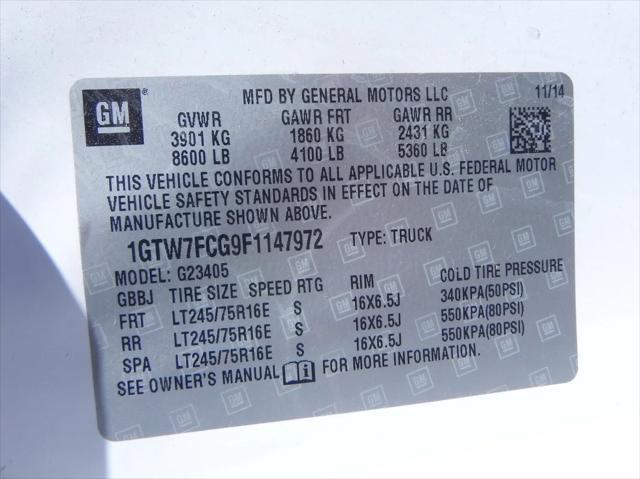 GM ® MFD BY GENERAL MOTORS LLC 11/14
GVWR GAWR FRT GAWR RR
3901 KG 1860 KG 2431 KG
8600 LB 4100 LB 5360 LB
THIS VEHICLE CONFORMS TO ALL APPLICABLE U.S. FEDERAL MOTOR
VEHICLE SAFETY STANDARDS IN EFFECT ON THE DATE OF
MANUFACTURE SHOWN ABOVE.
1GTW7FCG9F1147972 TYPE: TRUCK
MODEL: G23405
GBBJ TIRE SIZE SPEED RTG RIM COLD TIRE PRESSURE
FRT LT245/75R16E S 16X6.5J 340KPA(50PSI)
RR LT245/75R16E S 16X6.5J 550KPA(80PSI)
SPA LT245/75R16E S 16X6.5J 550KPA(80PSI)
SEE OWNER'S MANUAL FOR MORE INFORMATION.